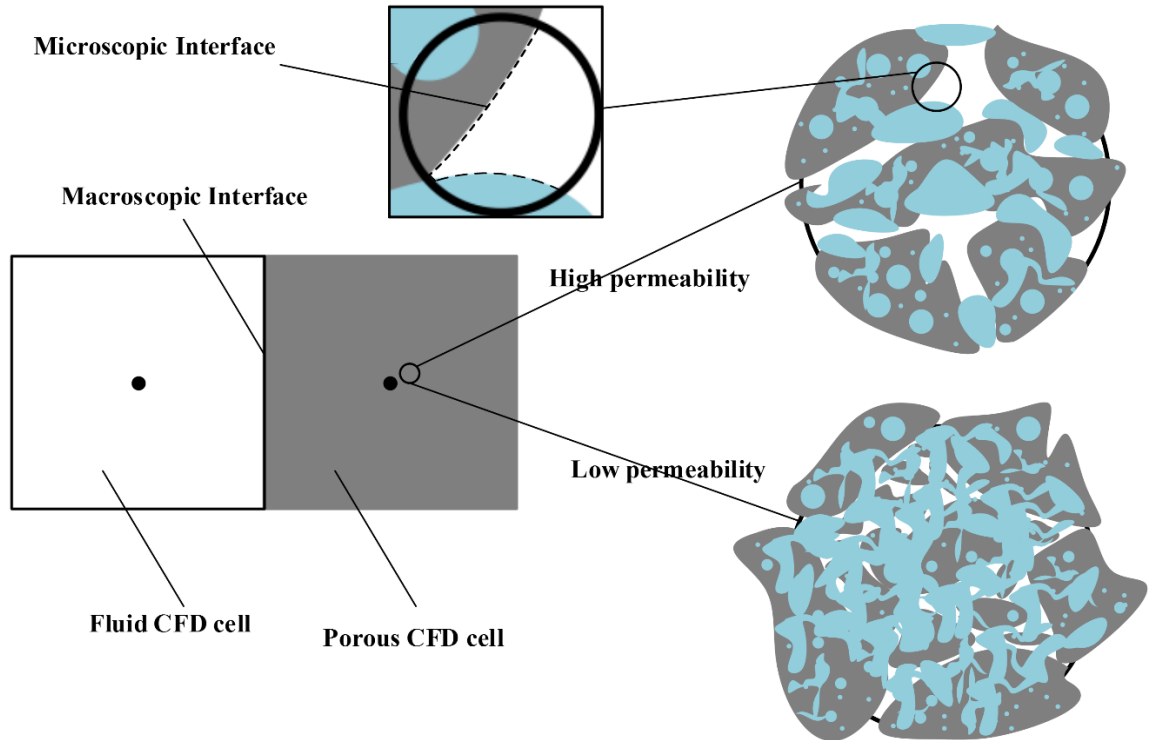 Microscopic Interface
Macroscopic Interface
High permeability
Low permeability
Fluid CFD cell
Porous CFD cell